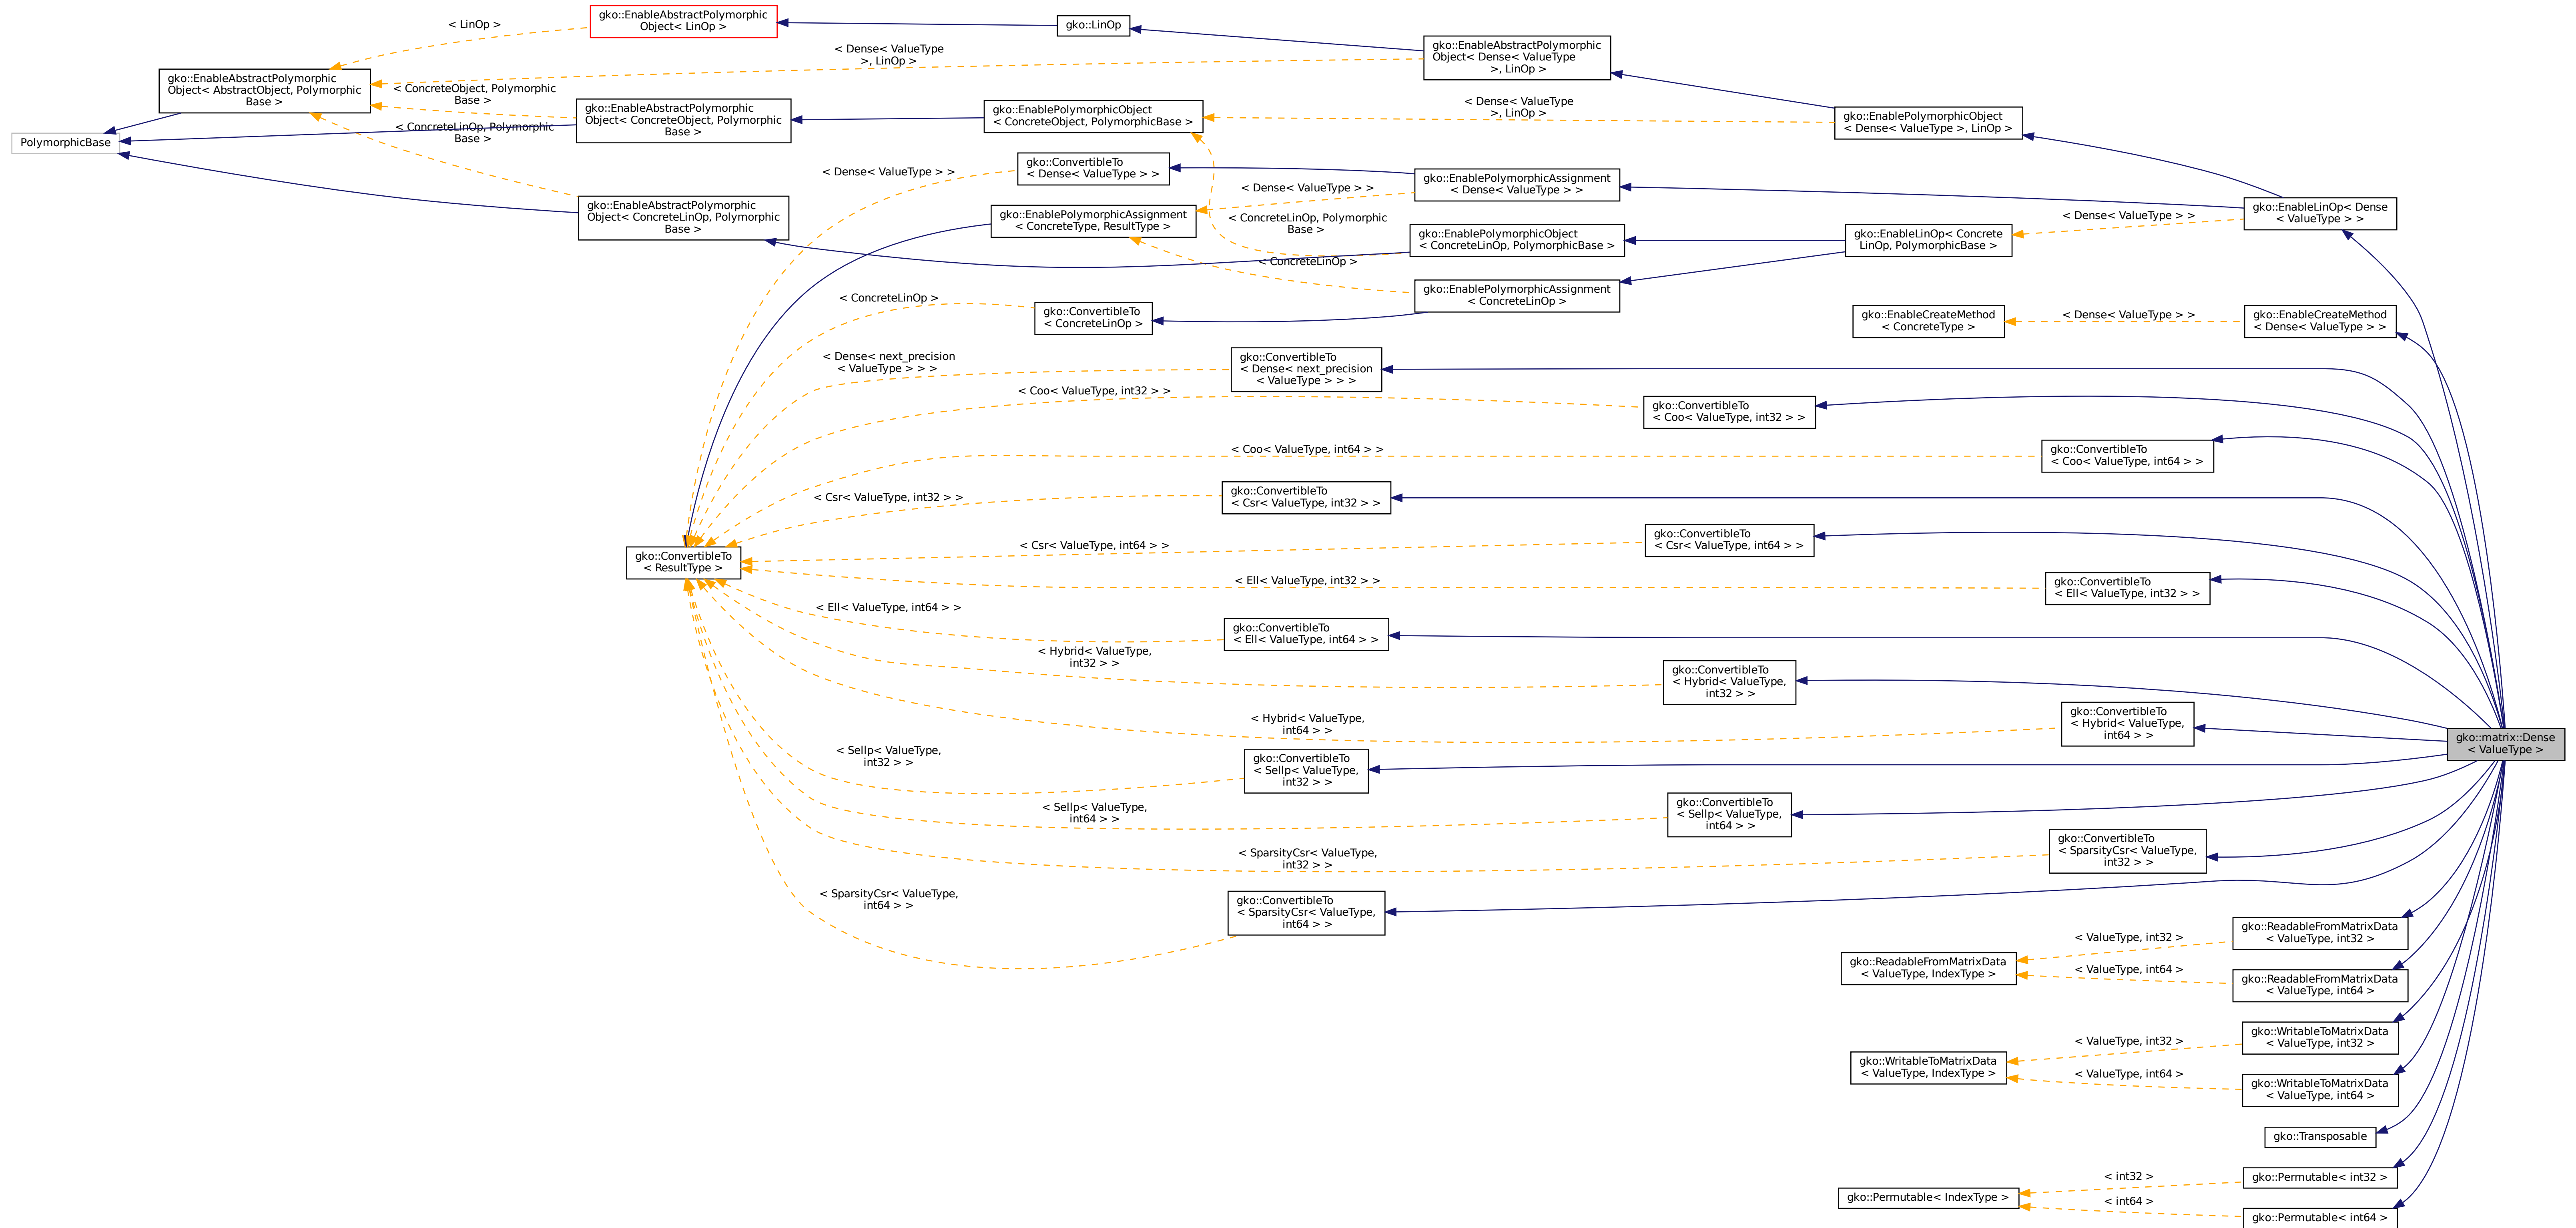 < LinOp >
gko::EnableAbstractPolymorphic
Object< LinOp >
gko::LinOp
< Dense< ValueType
>, LinOp >
gko::EnableAbstractPolymorphic
Object< Dense< ValueType
>, LinOp >
gko::EnableAbstractPolymorphic
Object< AbstractObject, Polymorphic
Base >
< ConcreteObject, Polymorphic
Base >
gko::EnableAbstractPolymorphic
Object< ConcreteObject, Polymorphic
Base >
gko::EnablePolymorphicObject
< ConcreteObject, PolymorphicBase >
< Dense< ValueType
>, LinOp >
gko::EnablePolymorphicObject
< Dense< ValueType >, LinOp >
PolymorphicBase
< ConcreteLinOp, Polymorphic
Base >
gko::EnableAbstractPolymorphic
Object< ConcreteLinOp, Polymorphic
Base >
< Dense< ValueType > >
gko::ConvertibleTo
< Dense< ValueType > >
< Dense< ValueType > >
gko::EnablePolymorphicAssignment
< Dense< ValueType > >
gko::EnablePolymorphicAssignment
< ConcreteType, ResultType >
< ConcreteLinOp, Polymorphic
Base >
gko::EnablePolymorphicObject
< ConcreteLinOp, PolymorphicBase >
gko::EnableLinOp< Concrete
LinOp, PolymorphicBase >
< Dense< ValueType > >
gko::EnableLinOp< Dense
< ValueType > >
< ConcreteLinOp >
gko::EnablePolymorphicAssignment
< ConcreteLinOp >
< ConcreteLinOp >
gko::ConvertibleTo
< ConcreteLinOp >
gko::EnableCreateMethod
< ConcreteType >
< Dense< ValueType > >
gko::EnableCreateMethod
< Dense< ValueType > >
< Dense< next_precision
< ValueType > > >
gko::ConvertibleTo
< Dense< next_precision
< ValueType > > >
< Coo< ValueType, int32 > >
gko::ConvertibleTo
< Coo< ValueType, int32 > >
< Coo< ValueType, int64 > >
gko::ConvertibleTo
< Coo< ValueType, int64 > >
< Csr< ValueType, int32 > >
gko::ConvertibleTo
< Csr< ValueType, int32 > >
gko::ConvertibleTo
< ResultType >
< Csr< ValueType, int64 > >
gko::ConvertibleTo
< Csr< ValueType, int64 > >
< Ell< ValueType, int32 > >
gko::ConvertibleTo
< Ell< ValueType, int32 > >
< Ell< ValueType, int64 > >
gko::ConvertibleTo
< Ell< ValueType, int64 > >
< Hybrid< ValueType,
int32 > >
gko::ConvertibleTo
< Hybrid< ValueType,
int32 > >
< Hybrid< ValueType,
int64 > >
gko::ConvertibleTo
< Hybrid< ValueType,
int64 > >
gko::matrix::Dense
< ValueType >
< Sellp< ValueType,
int32 > >
gko::ConvertibleTo
< Sellp< ValueType,
int32 > >
< Sellp< ValueType,
int64 > >
gko::ConvertibleTo
< Sellp< ValueType,
int64 > >
< SparsityCsr< ValueType,
int32 > >
gko::ConvertibleTo
< SparsityCsr< ValueType,
int32 > >
< SparsityCsr< ValueType,
int64 > >
gko::ConvertibleTo
< SparsityCsr< ValueType,
int64 > >
gko::ReadableFromMatrixData
< ValueType, IndexType >
< ValueType, int32 >
gko::ReadableFromMatrixData
< ValueType, int32 >
< ValueType, int64 >
gko::ReadableFromMatrixData
< ValueType, int64 >
gko::WritableToMatrixData
< ValueType, IndexType >
< ValueType, int32 >
gko::WritableToMatrixData
< ValueType, int32 >
< ValueType, int64 >
gko::WritableToMatrixData
< ValueType, int64 >
gko::Transposable
gko::Permutable< IndexType >
< int32 >
gko::Permutable< int32 >
< int64 >
gko::Permutable< int64 >